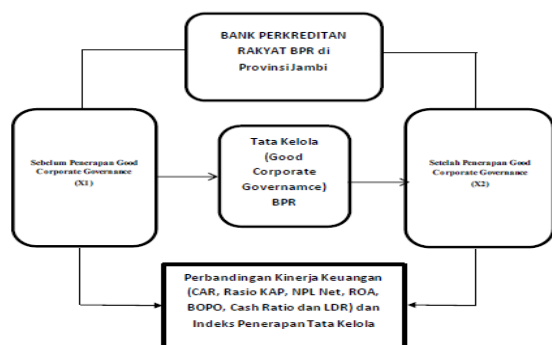 BANK PERKREDITAN
RAKYAT BPR di
Provinsi Jambi
Sebelum Penerapan Good
Corporate Governance
(X1)
Tata Kelola
(Good
Corporate
Governamce)
BPR
Setelah Penerapan Good
Corporate Governance
(X2)
Perbandingan Kinerja Keuangan
(CAR, Rasio KAP, NPL Net, ROA,
BOPO, Cash Ratio dan LDR) dan
Indeks Penerapan Tata Kelola